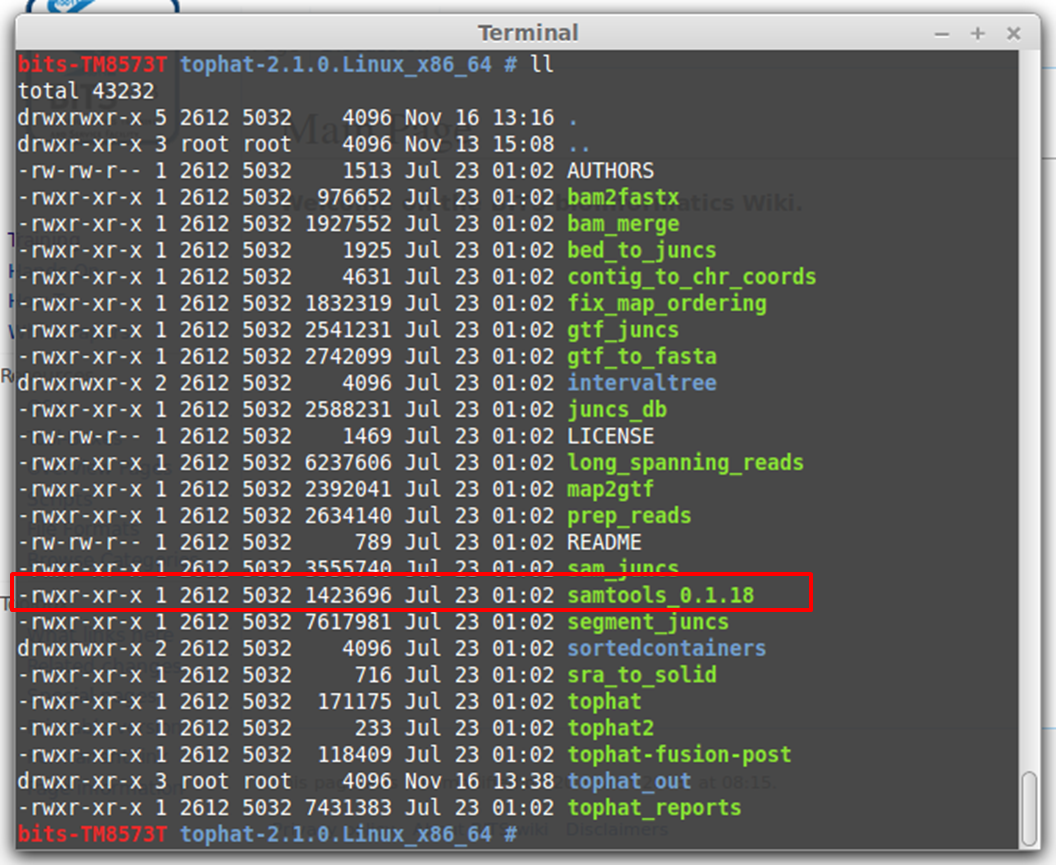 Terminal
bits-TM8573T tophat-2.1.0.Linux_x86_64 # ll
total 43232
drwxrwxr-x 5 2612 5032    4096 Nov 16 13:16 .
drwxr-xr-x 3 root root    4096 Nov 13 15:08 ..
-rw-rw-r-- 1 2612 5032    1513 Jul 23 01:02 AUTHORS
-rwxr-xr-x 1 2612 5032  976652 Jul 23 01:02 bam2fastx
-rwxr-xr-x 1 2612 5032 1927552 Jul 23 01:02 bam_merge
-rwxr-xr-x 1 2612 5032    1925 Jul 23 01:02 bed_to_juncs
-rwxr-xr-x 1 2612 5032    4631 Jul 23 01:02 contig_to_chr_coords
-rwxr-xr-x 1 2612 5032 1832319 Jul 23 01:02 fix_map_ordering
-rwxr-xr-x 1 2612 5032 2541231 Jul 23 01:02 gtf_juncs
-rwxr-xr-x 1 2612 5032 2742099 Jul 23 01:02 gtf_to_fasta
drwxrwxr-x 2 2612 5032    4096 Jul 23 01:02 intervaltree
-rwxr-xr-x 1 2612 5032 2588231 Jul 23 01:02 juncs_db
-rw-rw-r-- 1 2612 5032    1469 Jul 23 01:02 LICENSE
-rwxr-xr-x 1 2612 5032 6237606 Jul 23 01:02 long_spanning_reads
-rwxr-xr-x 1 2612 5032 2392041 Jul 23 01:02 map2gtf
-rwxr-xr-x 1 2612 5032 2634140 Jul 23 01:02 prep_reads
-rw-rw-r-- 1 2612 5032     789 Jul 23 01:02 README
-rwxr-xr-x 1 2612 5032 3555740 Jul 23 01:02 sam_juncs
-rwxr-xr-x 1 2612 5032 1423696 Jul 23 01:02 samtools_0.1.18
-rwxr-xr-x 1 2612 5032 7617981 Jul 23 01:02 segment_juncs
drwxrwxr-x 2 2612 5032    4096 Jul 23 01:02 sortedcontainers
-rwxr-xr-x 1 2612 5032     716 Jul 23 01:02 sra_to_solid
-rwxr-xr-x 1 2612 5032  171175 Jul 23 01:02 tophat
-rwxr-xr-x 1 2612 5032     233 Jul 23 01:02 tophat2
-rwxr-xr-x 1 2612 5032  118409 Jul 23 01:02 tophat-fusion-post
drwxr-xr-x 3 root root    4096 Nov 16 13:38 tophat_out
-rwxr-xr-x 1 2612 5032 7431383 Jul 23 01:02 tophat_reports
bits-TM8573T tophat-2.1.0.Linux_x86_64 #